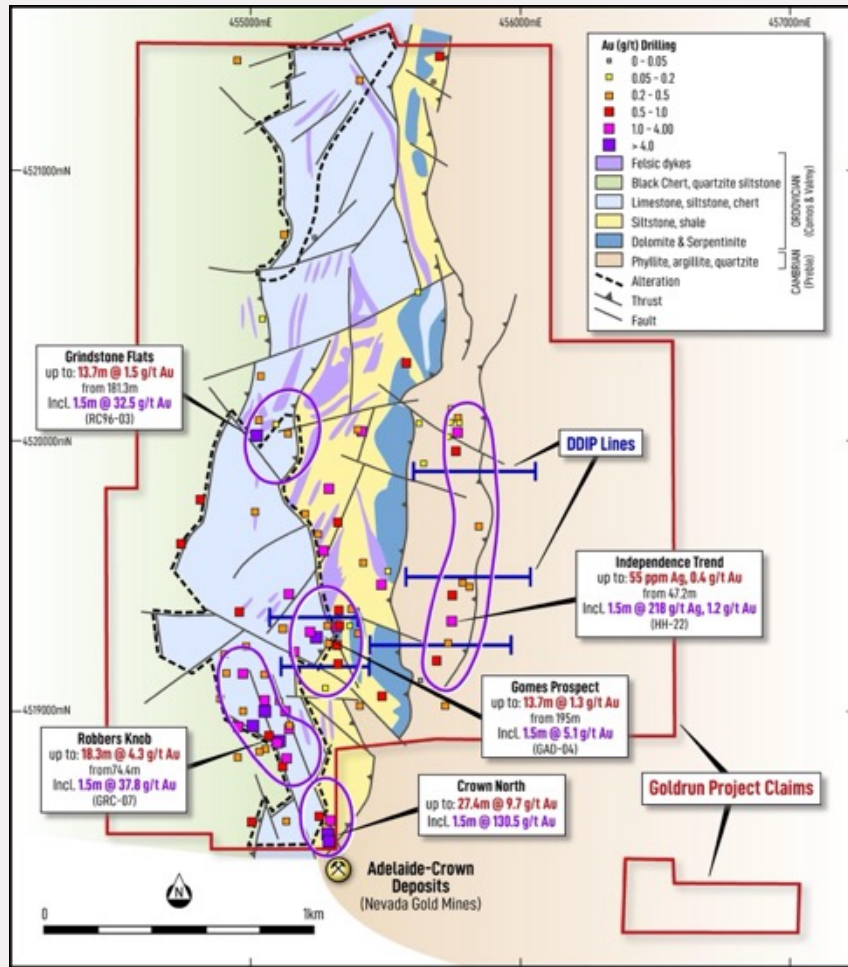 455000mE
456000mE
457000mE
4521000mN
4520000mN
4519000mN
Au (g/t) Drilling
0 - 0.05
0.05 - 0.2
0.2 - 0.5
0.5 - 1.0
1.0 - 4.00
> 4.0
Felsic dykes
Black Chert, quartzite siltstone
Limestone, siltstone, chert
Siltstone, shale
Dolomite & Serpentinite
Phyllite, argillite, quartzite
Alteration
Thrust
Fault
ORDOVICIAN
(Comos & Valmy)
CAMBRIAN
(Preble)
Grindstone Flats
up to: 13.7m @ 1.5 g/t Au
from 181.3m
Incl. 1.5m @ 32.5 g/t Au
(RC96-03)
DDIP Lines
Independence Trend
up to: 55 ppm Ag, 0.4 g/t Au
from 47.2m
Incl. 1.5m @ 218 g/t Ag, 1.2 g/t Au
(HH-22)
Gomes Prospect
up to: 13.7m @ 1.3 g/t Au
from 195m
Incl. 1.5m @ 5.1 g/t Au
(GAD-04)
Robbers Knob
up to: 18.3m @ 4.3 g/t Au
from74.4m
Incl. 1.5m @ 37.8 g/t Au
(GRC-07)
Crown North
up to: 27.4m @ 9.7 g/t Au
Incl. 1.5m @ 130.5 g/t Au
Goldrun Project Claims
Adelaide-Crown
Deposits
(Nevada Gold Mines)
N
0
1km